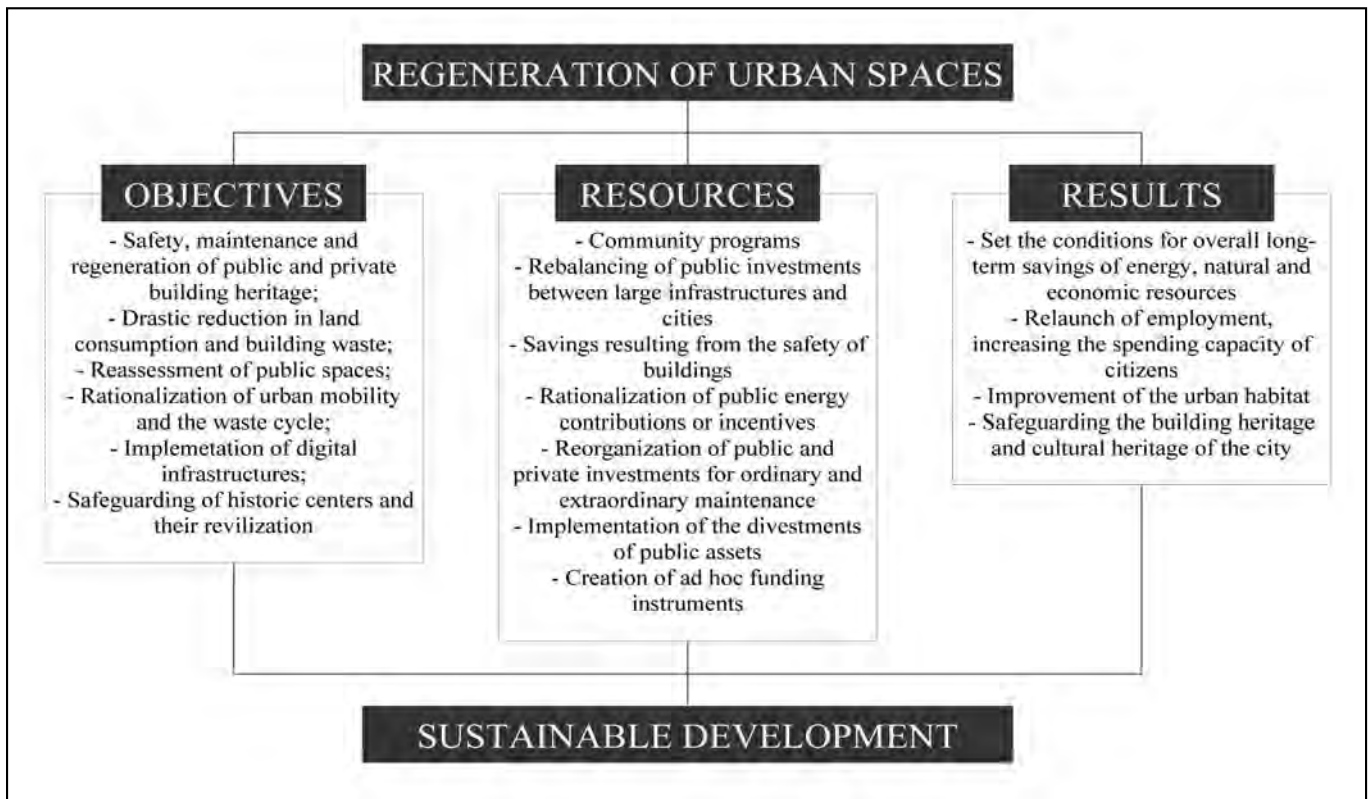 REGENERATION OF URBAN SPACES
OBJECTIVES
- Safety, maintenance and
regeneration of public and private
building heritage;
- Drastic reduction in land
consumption and building waste;
- Reassessment of public spaces;
- Rationalization of urban mobility
and the waste cycle;
- Implemetation of digital
infrastructures;
- Safeguarding of historic centers and
their revilization
RESOURCES
- Community programs
- Rebalancing of public investments
between large infrastructures and
cities
- Savings resulting from the safety of
buildings
- Rationalization of public energy
contributions or incentives
- Reorganization of public and
private investments for ordinary and
extraordinary maintenance
- Implementation of the divestments
of public assets
- Creation of ad hoc funding
instruments
RESULTS
- Set the conditions for overall long-
term savings of energy, natural and
economic resources
- Relaunch of employment,
increasing the spending capacity of
citizens
- Improvement of the urban habitat
- Safeguarding the building heritage
and cultural heritage of the city
SUSTAINABLE DEVELOPMENT